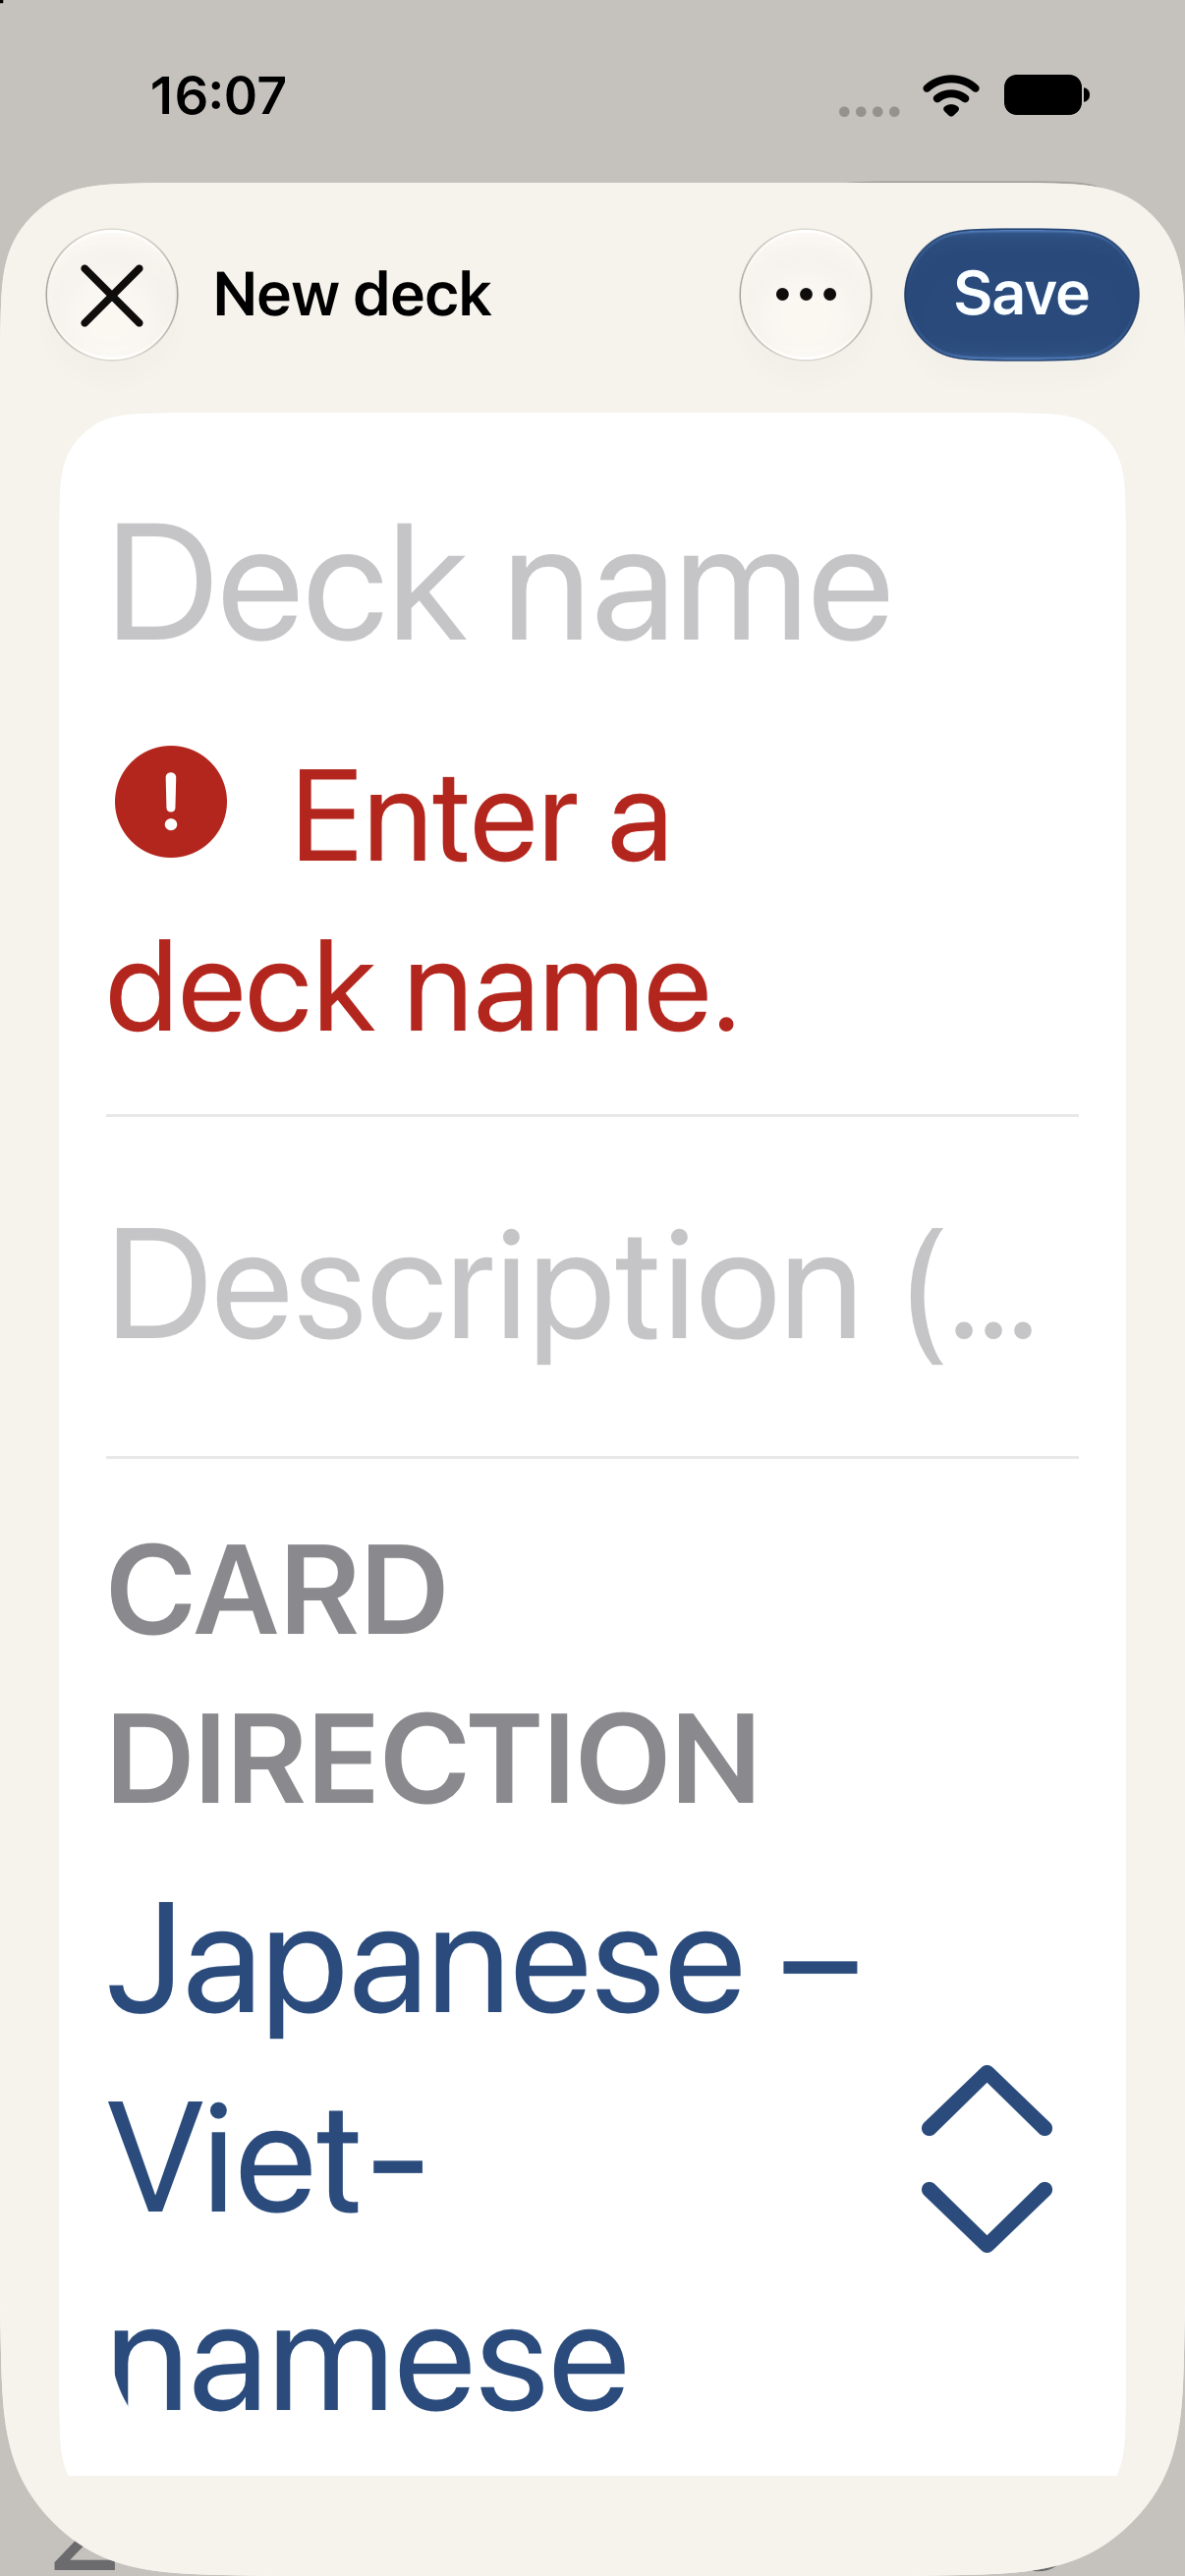 16:07
New deck
Save
Deck name
Enter a
deck name.
Description (...
CARD
DIRECTION
Japanese –
Viet-
namese